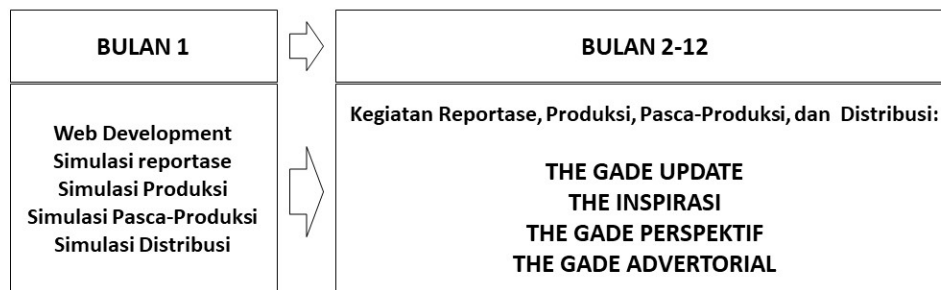 BULAN 1
BULAN 2-12
Web Development
Simulasi reportase
Simulasi Produksi
Simulasi Pasca-Produksi
Simulasi Distribusi
Kegiatan Reportase, Produksi, Pasca-Produksi, dan Distribusi:
THE GADE UPDATE
THE INSPIRASI
THE GADE PERSPEKTIF
THE GADE ADVERTORIAL